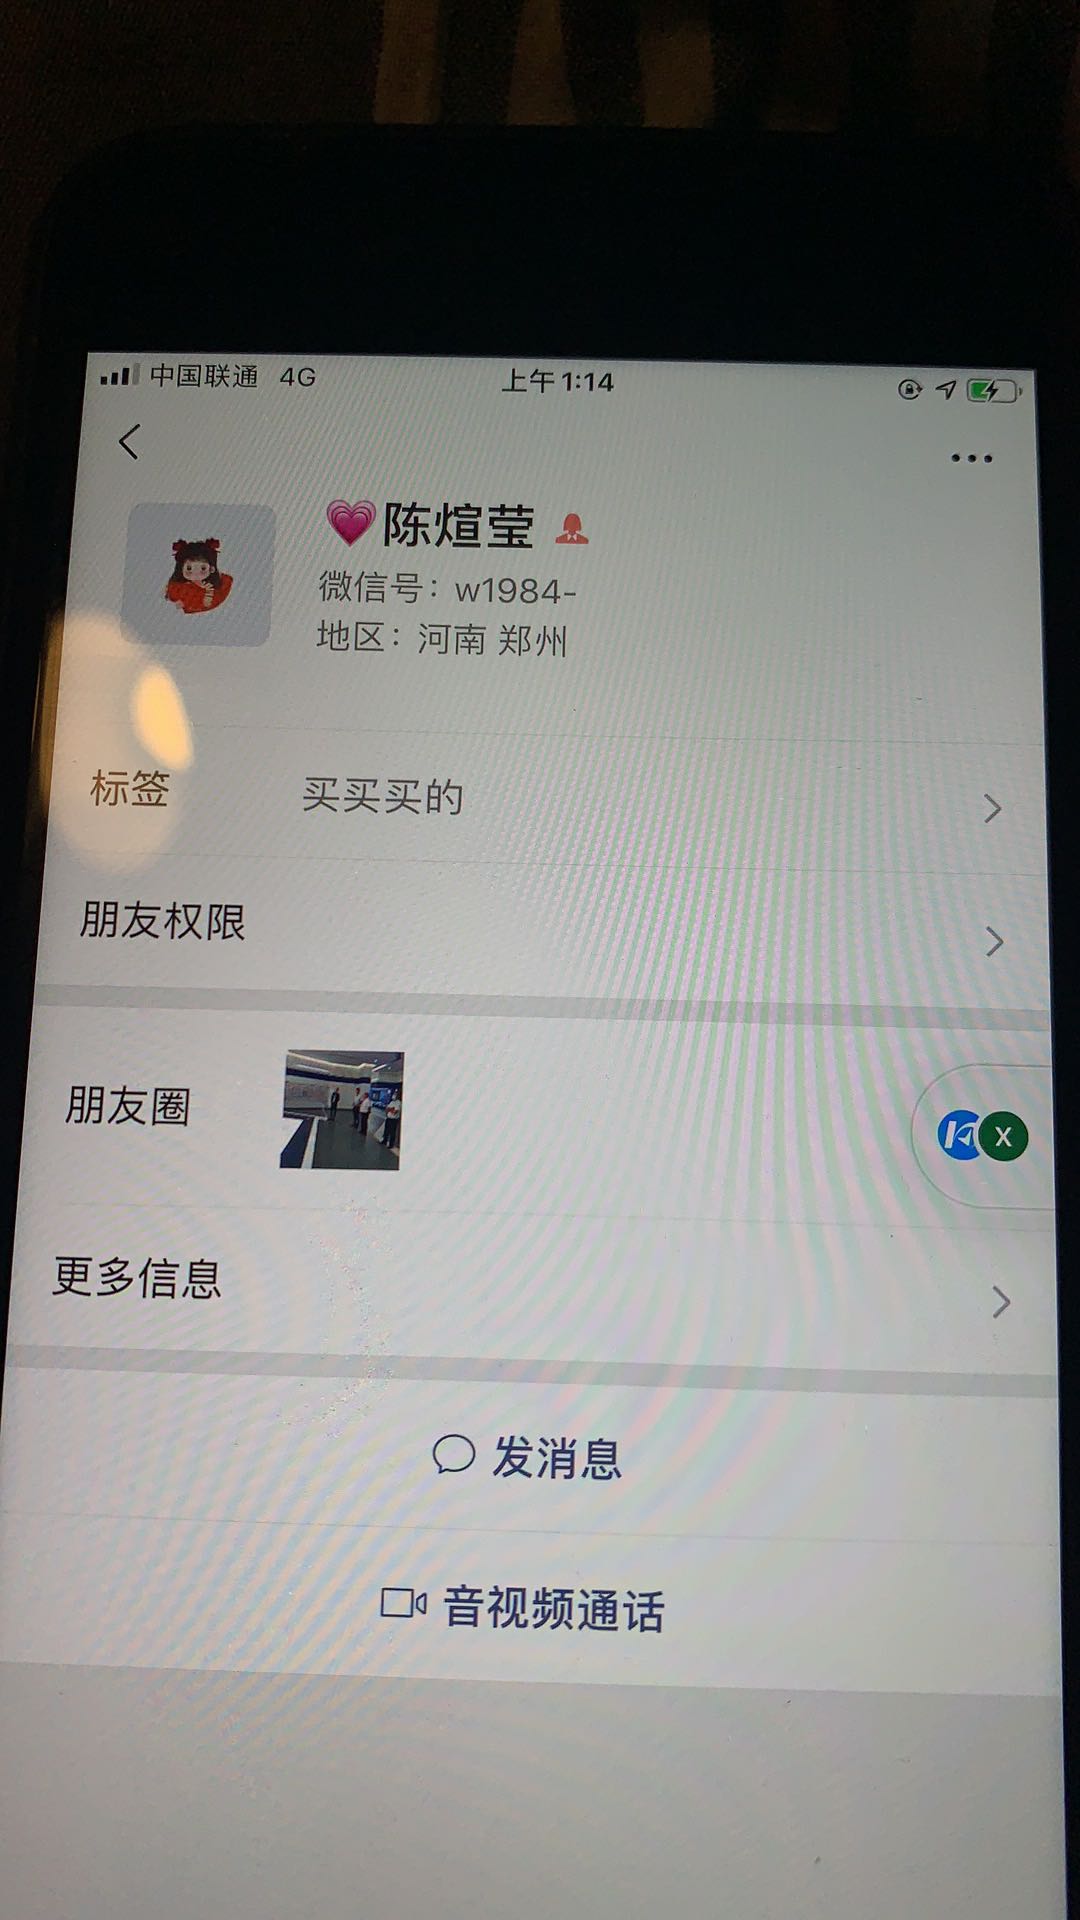 中国联通 4G 上午1:14
陈煊莹
微信号：w1984-
地区：河南 郑州
标签 买买买的
朋友权限
朋友圈
X
更多信息
发消息
音视频通话